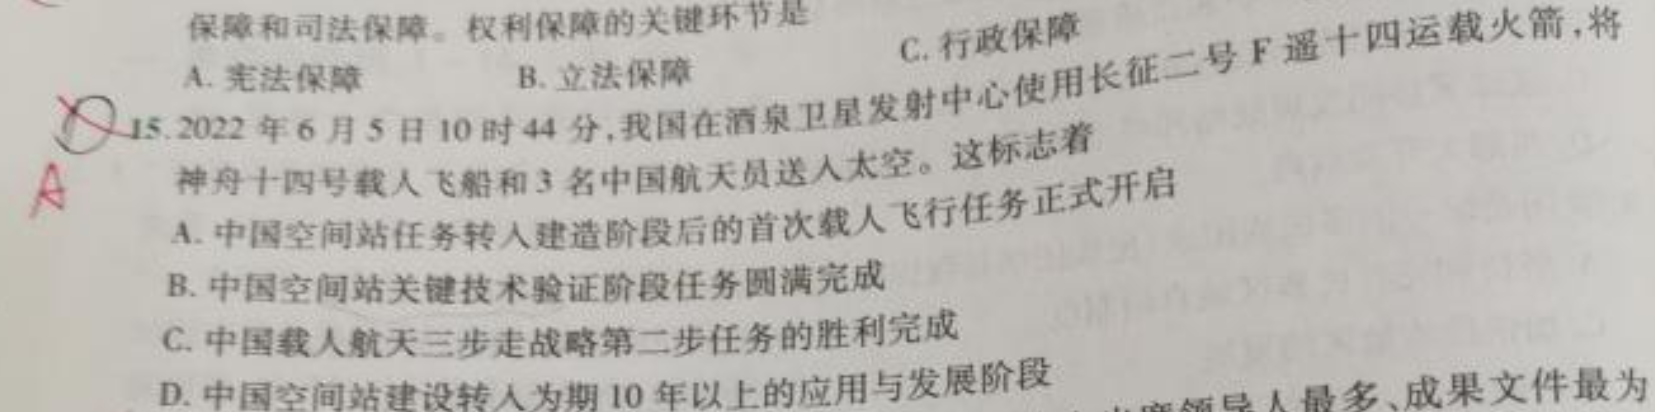 保障和司法保障。权利保障的关键环节是
A. 宪法保障 B. 立法保障 C. 行政保障
15. 2022 年 6 月 5 日 10 时 44 分,我国在酒泉卫星发射中心使用长征二号 F 遥十四运载火箭,将
神舟十四号载人飞船和 3 名中国航天员送入太空。这标志着
A
A. 中国空间站任务转入建造阶段后的首次载人飞行任务正式开启
B. 中国空间站关键技术验证阶段任务圆满完成
C. 中国载人航天三步走战略第二步任务的胜利完成
D. 中国空间站建设转入为期 10 年以上的应用与发展阶段
领导人最多、成果文件最为